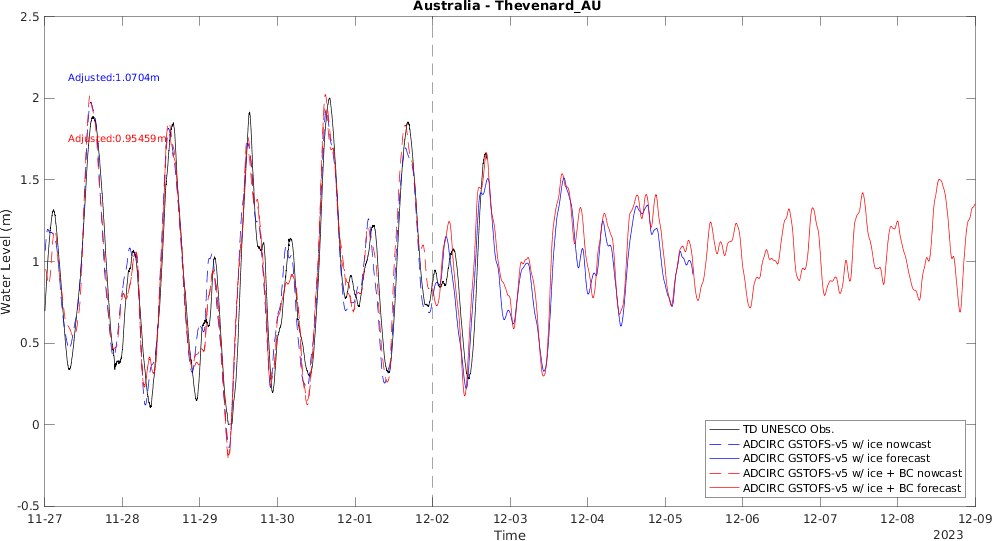 Australia - Thevenard_AU
2.5
2
1.5
1
0.5
0
-0.5
Water Level (m)
Adjusted:1.0704m
Adjusted:0.95459m
TD UNESCO Obs.
ADCIRC GSTOFS-v5 w/ ice nowcast
ADCIRC GSTOFS-v5 w/ ice forecast
ADCIRC GSTOFS-v5 w/ ice + BC nowcast
ADCIRC GSTOFS-v5 w/ ice + BC forecast
11-27 11-28 11-29 11-30 12-01 12-02 12-03 12-04 12-05 12-06 12-07 12-08 12-09
Time
2023